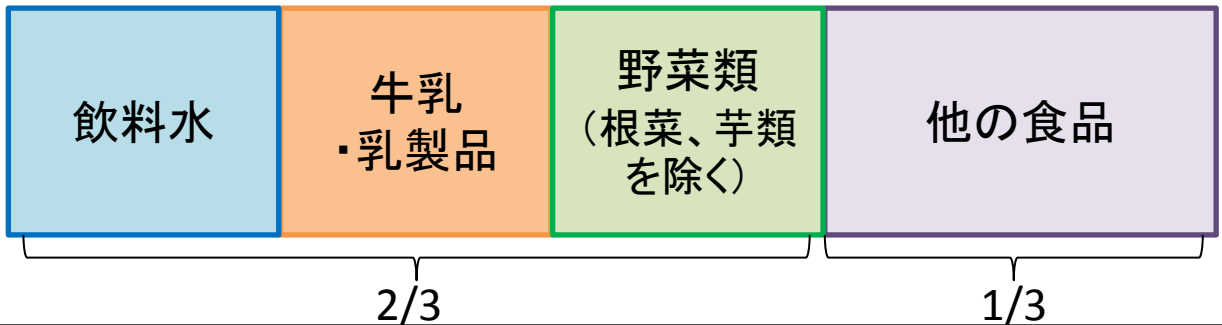 飲料水
牛乳
・乳製品
野菜類
（根菜、芋類
を除く）
他の食品
2/3
1/3